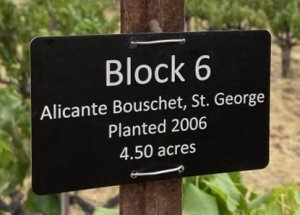 Block 6
Alicante Bouschet, St. George
Planted 2006
4.50 acres